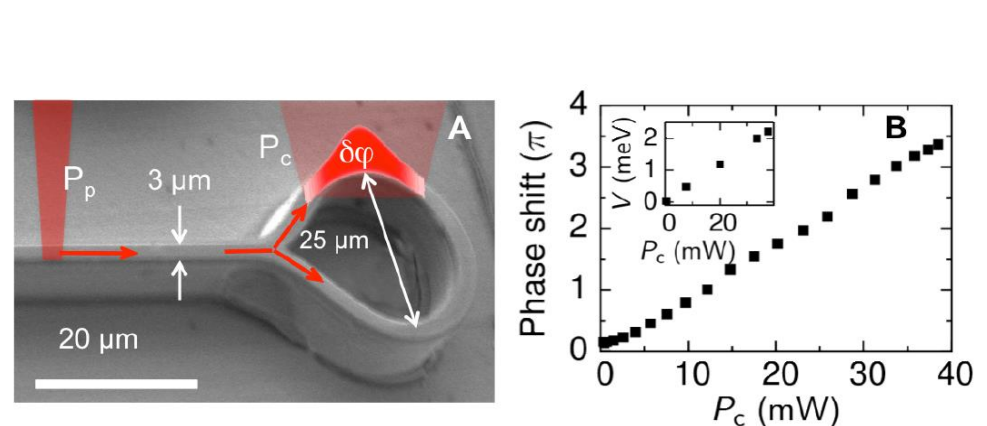 A
P_c
δφ
P_p
3 µm
25 µm
20 µm
B
Phase shift (π)
4
3
2
1
0
0 10 20 30 40
P_c (mW)
V (meV)
2
1
0
0 20
P_c (mW)